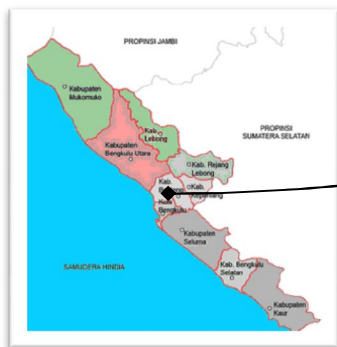 PROPINSI JAMBI
Kabupaten
Mukomuko
Kab.
Lebong
PROPINSI
SUMATERA SELATAN
Kabupaten
Bengkulu Utara
Kab. Rejang
Lebong
Kab.
Kab.
Bengkulu
Kabupaten
Seluma
SAMUDERA HINDIA
Kab. Bengkulu
Selatan
Kabupaten
Kaur